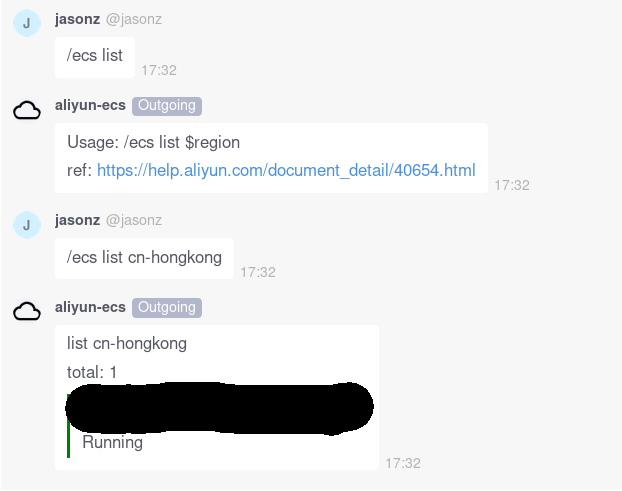 J
jasonz @jasonz
/ecs list
17:32
aliyun-ecs Outgoing
Usage: /ecs list $region
ref: https://help.aliyun.com/document_detail/40654.html
17:32
J
jasonz @jasonz
/ecs list cn-hongkong
17:32
aliyun-ecs Outgoing
list cn-hongkong
total: 1
Running
17:32